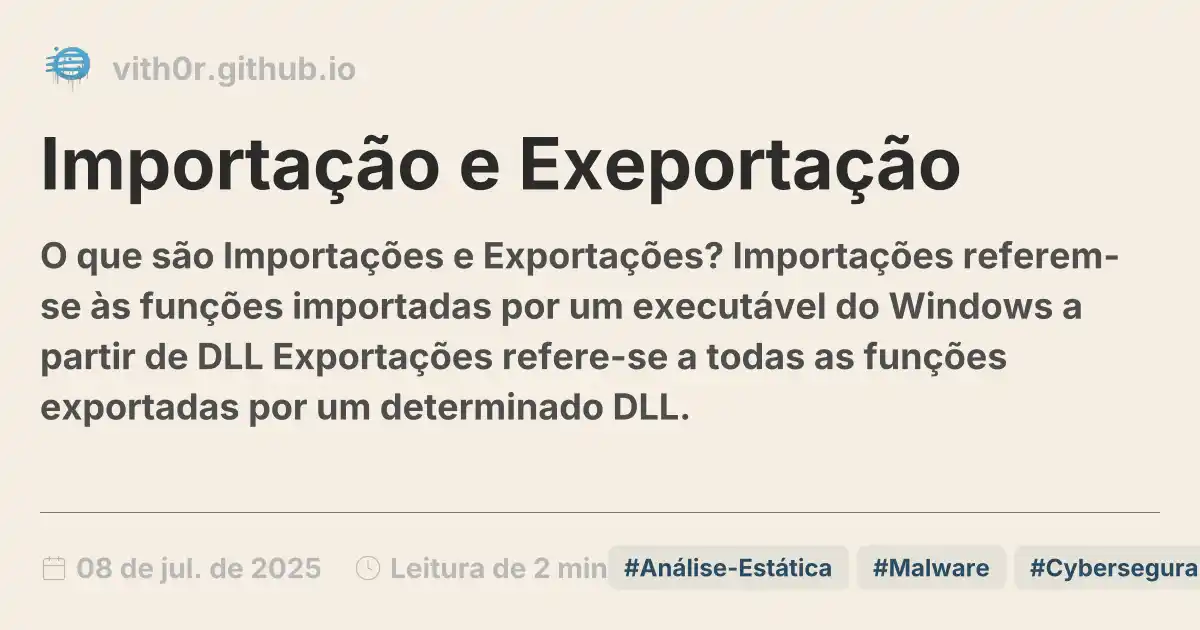 vith0r.github.io
Importação e Exeportação
O que são Importações e Exportações? Importações referem-
se às funções importadas por um executável do Windows a
partir de DLL Exportações refere-se a todas as funções
exportadas por um determinado DLL.
08 de jul. de 2025 Leitura de 2 min #Análise-Estática #Malware #Cybersegura